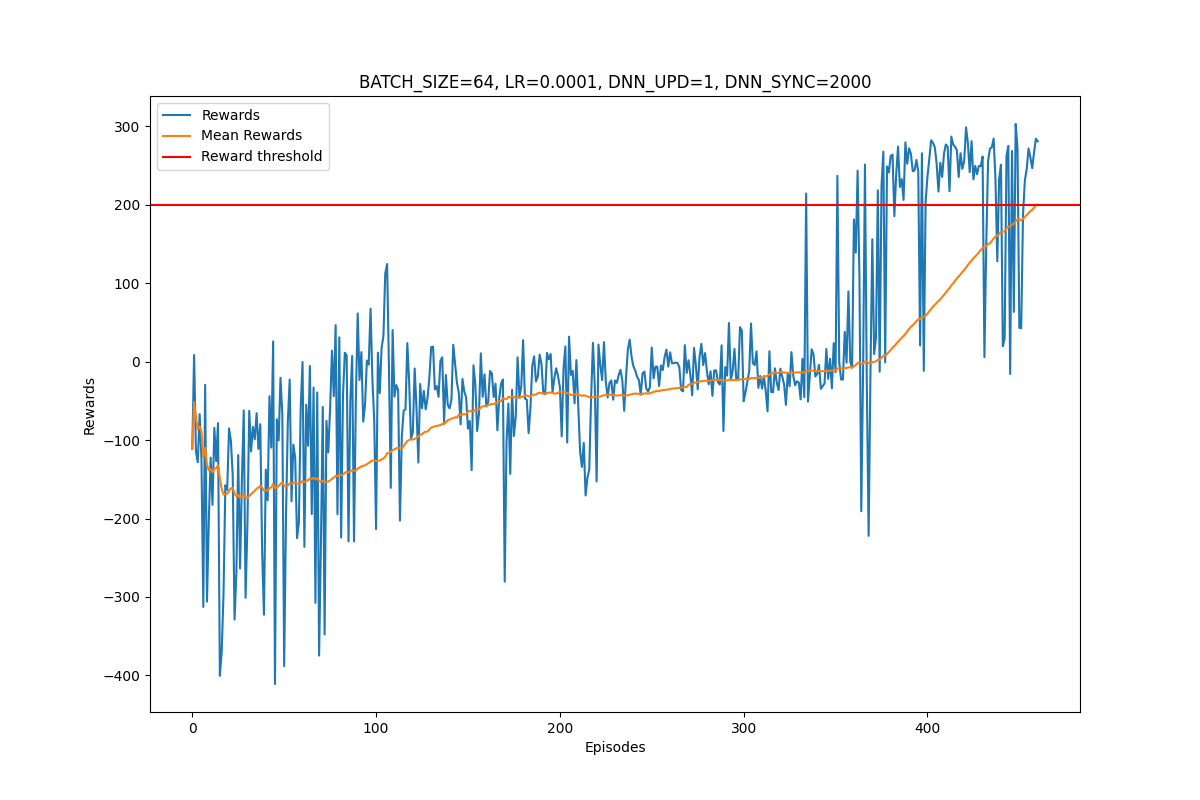 BATCH_SIZE=64, LR=0.0001, DNN_UPD=1, DNN_SYNC=2000
Rewards
Mean Rewards
Reward threshold
300
200
100
0
−100
−200
−300
−400
Rewards
0
100
200
300
400
Episodes